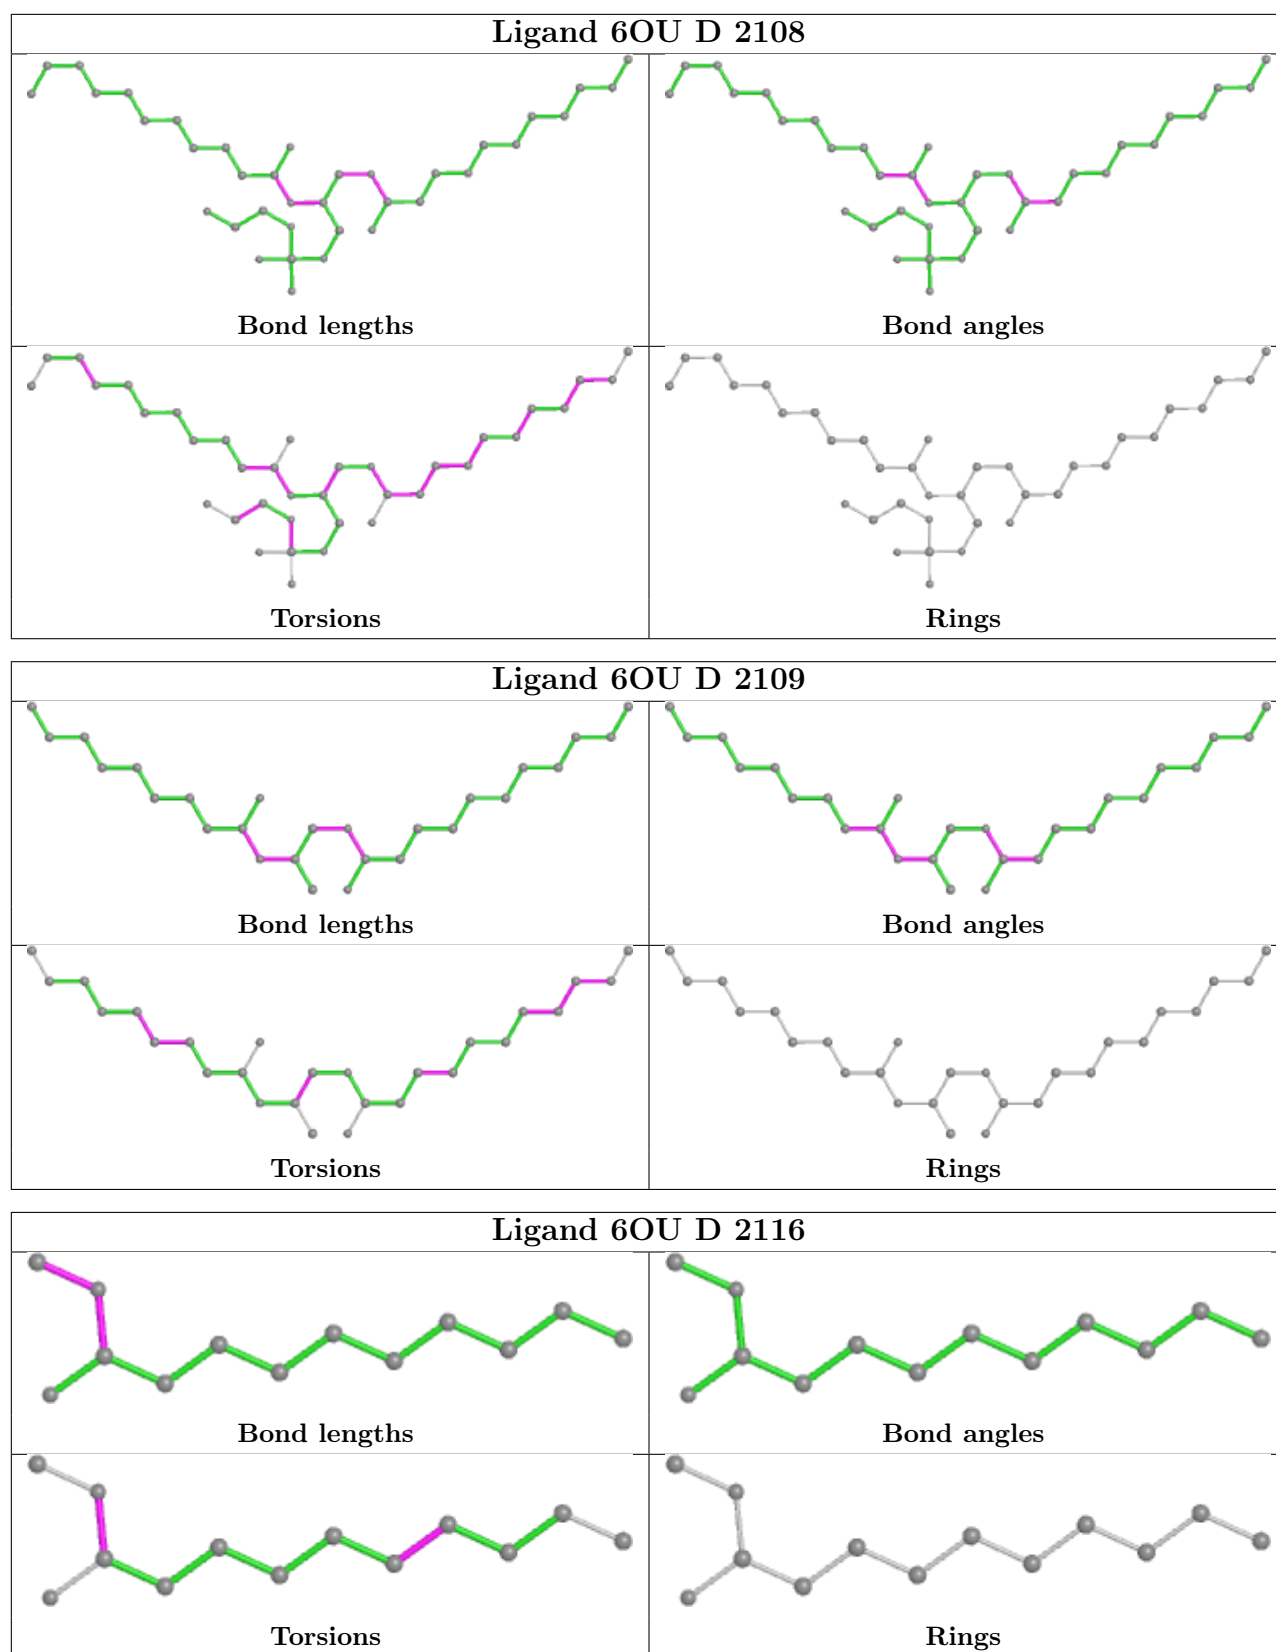 Ligand 6OU D 2108
Bond lengths
Bond angles
Torsions
Rings
Ligand 6OU D 2109
Bond lengths
Bond angles
Torsions
Rings
Ligand 6OU D 2116
Bond lengths
Bond angles
Torsions
Rings